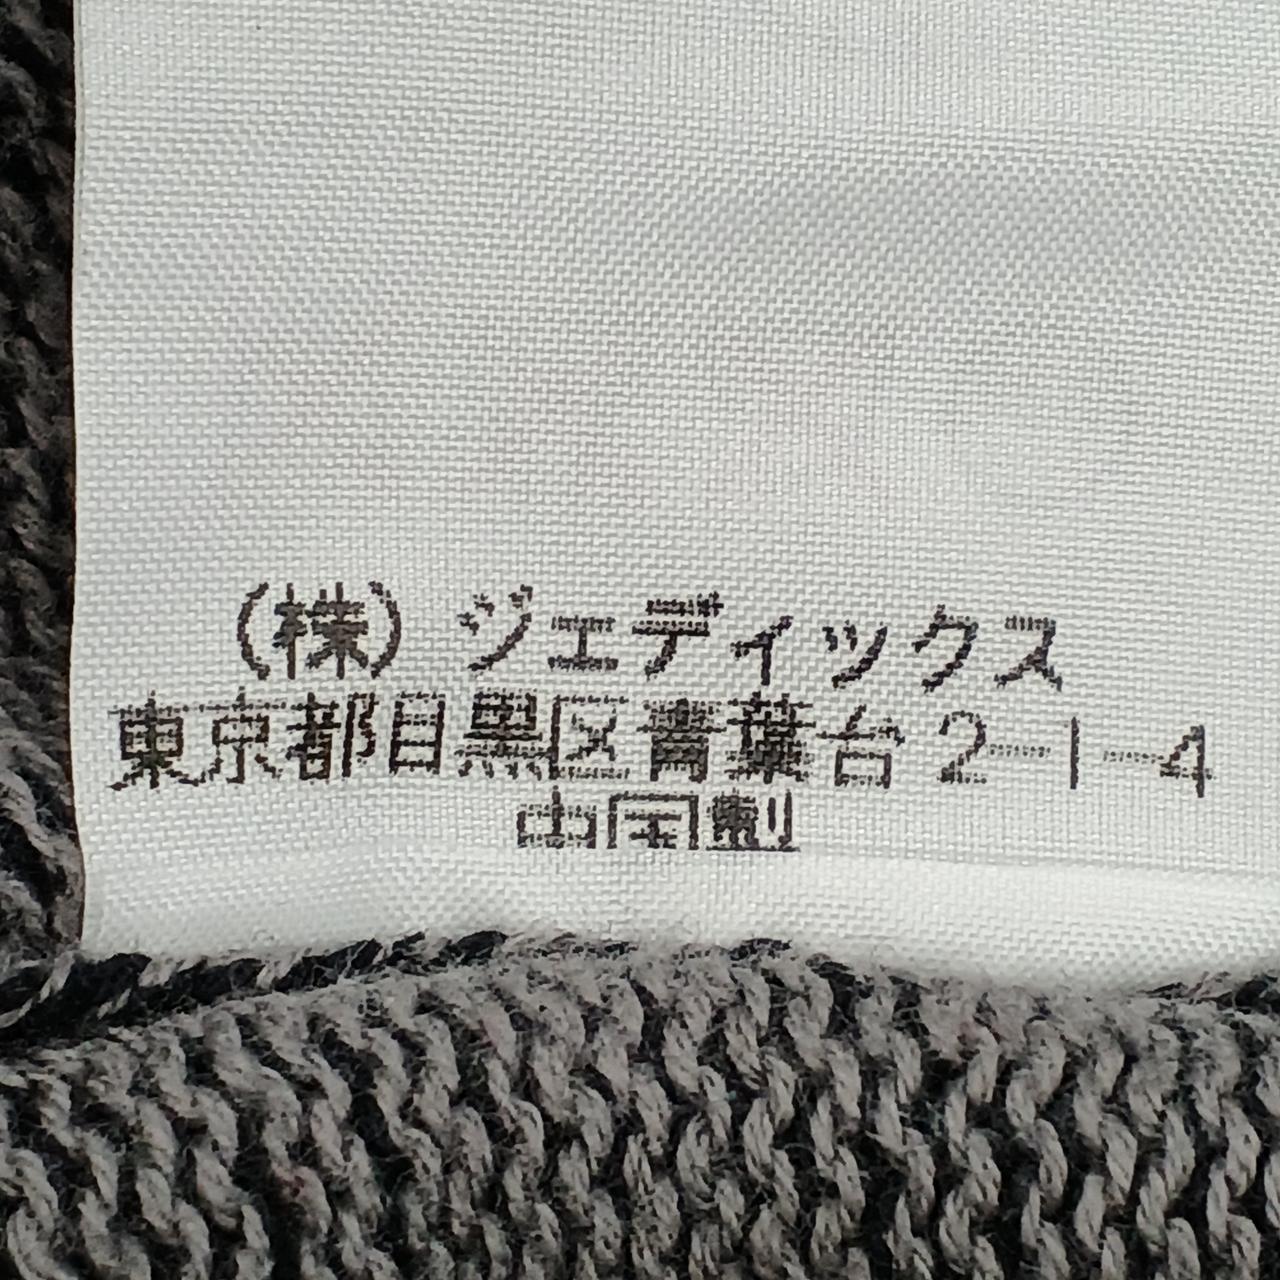 (株) ジェディックス
東京都目黒区青葉台2-1-4
中国製